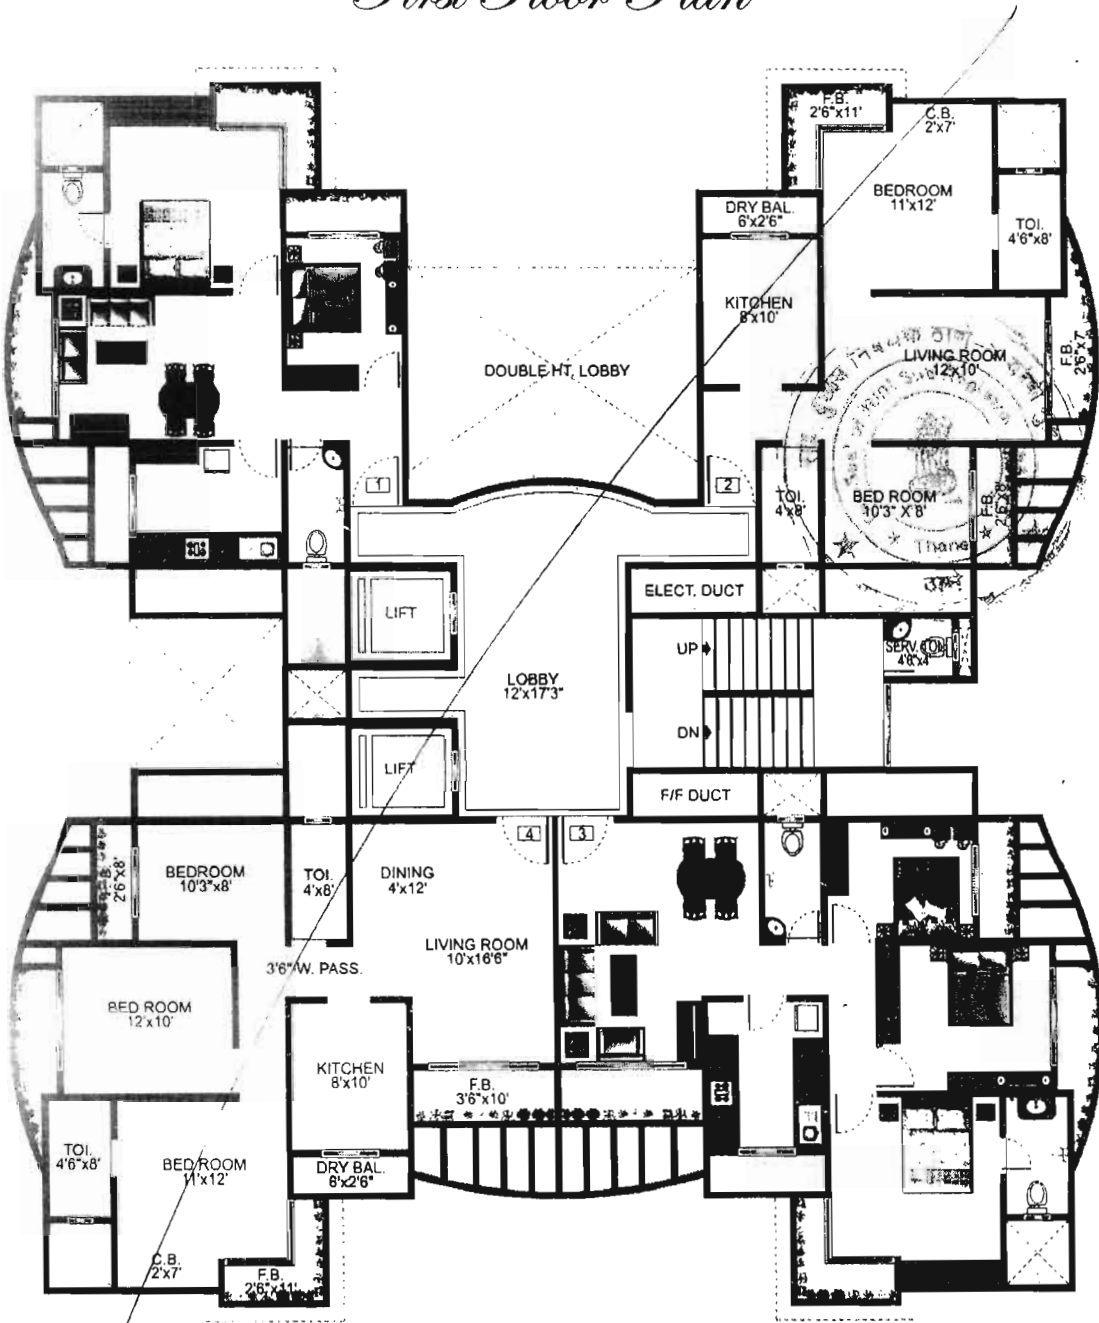 First Floor Plan
F.B.
2'6"x11'
C.B.
2'x7'
BEDROOM
11'x12'
TOI.
4'6"x8'
DRY BAL.
6'x2'6"
KITCHEN
8'x10'
DOUBLE HT. LOBBY
LIVING ROOM
12'x10'
F.B.
2'6"x7'
1
2
TOI.
4'x8'
BED ROOM
10'3" X 8'
F.B.
2'6"x8'
Thane
ELECT. DUCT
LIFT
UP
SERV. TOI.
LOBBY
12'x17'3"
DN
LIFT
F/F DUCT
4
3
F.B.
2'6"x8'
BEDROOM
10'3"x8'
TOI.
4'x8'
DINING
4'x12'
LIVING ROOM
10'x16'6"
3'6"W. PASS.
BED ROOM
12'x10'
KITCHEN
8'x10'
F.B.
3'6"x10'
TOI.
4'6"x8'
BED ROOM
11'x12'
DRY BAL.
6'x2'6"
C.B.
2'x7'
F.B.
2'6"x11'